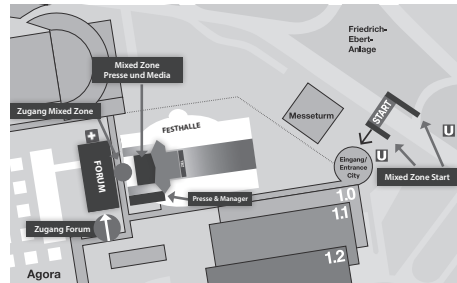 Friedrich-
Ebert-
Anlage
Mixed Zone
Presse und Media
Zugang Mixed Zone
FESTHALLE
Messeturm
START
U
U
FORUM
Eingang/
Entrance
City
Mixed Zone Start
Presse & Manager
1.0
1.1
Zugang Forum
1.2
Agora